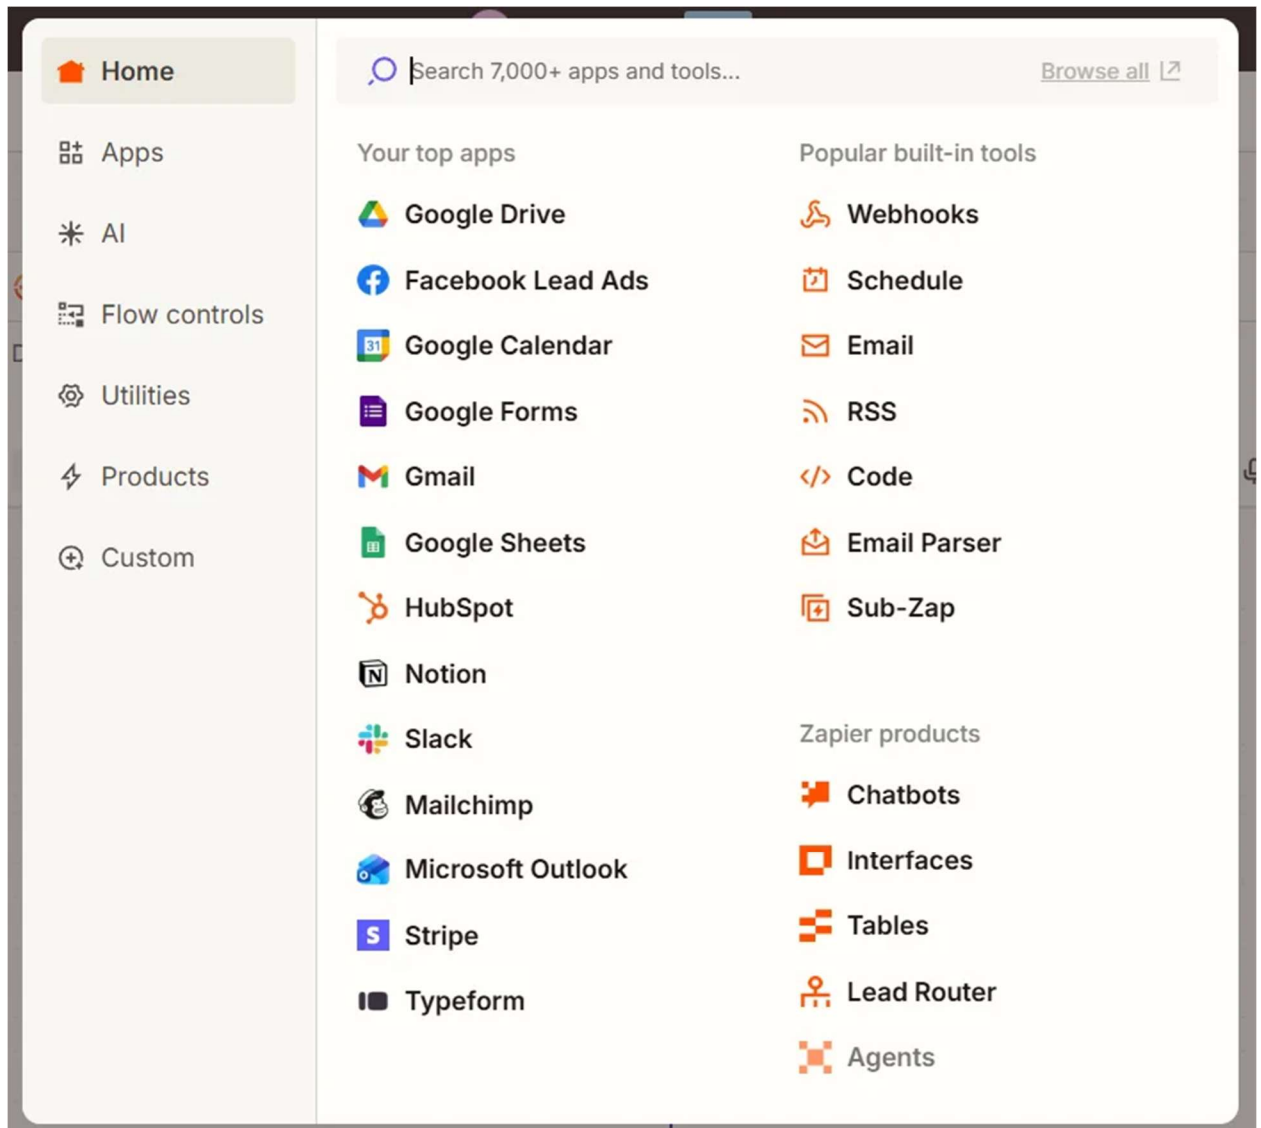 Home
Apps
AI
Flow controls
Utilities
Products
Custom
Search 7,000+ apps and tools...
Browse all
Your top apps
Google Drive
Facebook Lead Ads
31
Google Calendar
Google Forms
Gmail
Google Sheets
HubSpot
Notion
Slack
Mailchimp
Microsoft Outlook
Stripe
Typeform
Popular built-in tools
Webhooks
Schedule
Email
RSS
Code
Email Parser
Sub-Zap
Zapier products
Chatbots
Interfaces
Tables
Lead Router
Agents